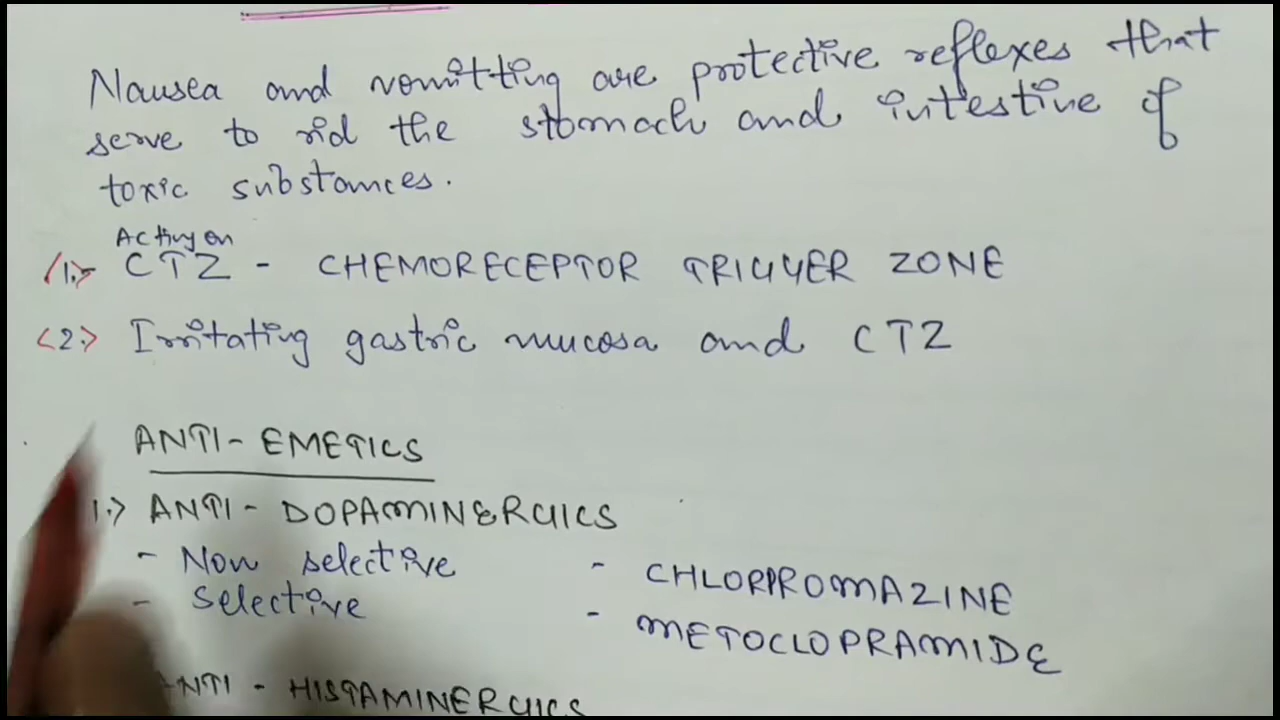 Nausea and vomitting are protective reflexes that
serve to rid the stomach and intestine of
toxic substances.
Acting on
(1.) CTZ - CHEMORECEPTOR TRIGGER ZONE
(2.) Irritating gastric mucosa and CTZ
ANTI-EMETICS
1.) ANTI - DOPAMINERGICS
- Non selective - CHLORPROMAZINE
- Selective - METOCLOPRAMIDE
ANTI - HISTAMINERGICS